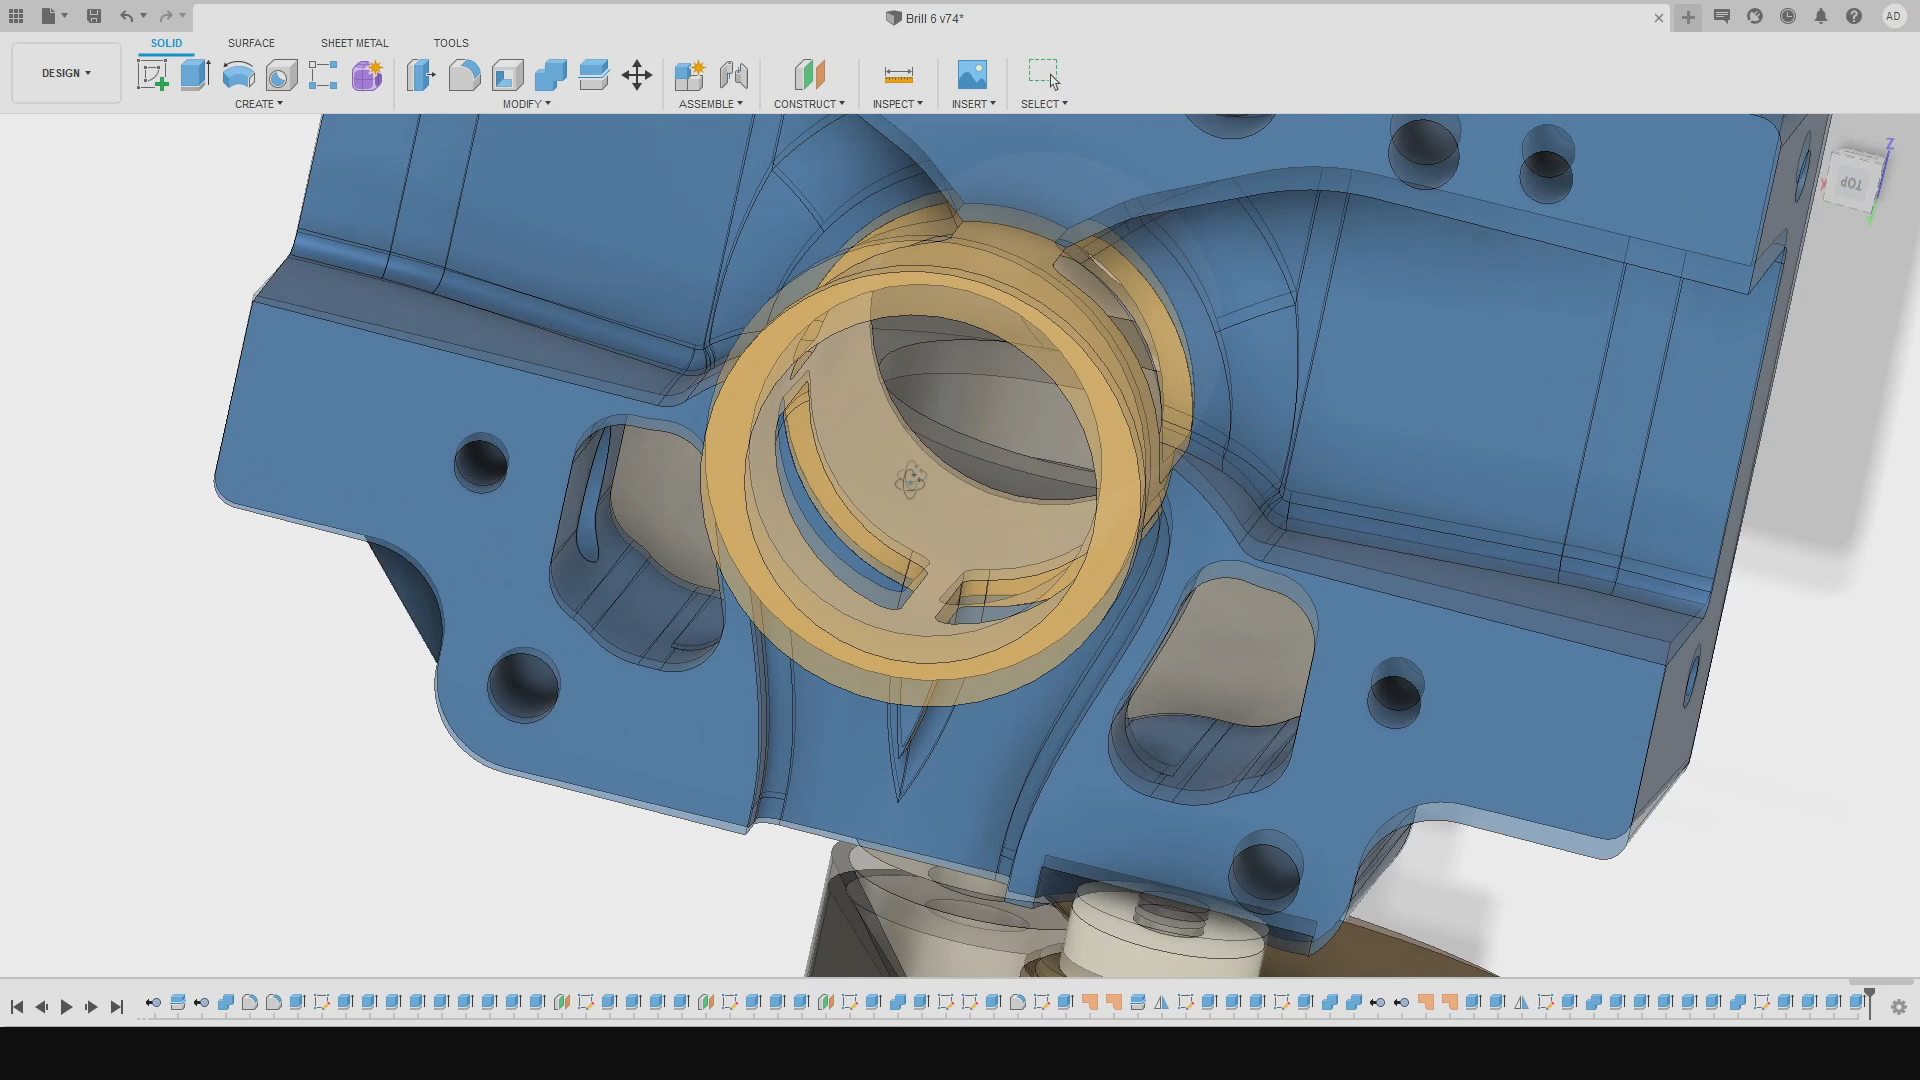 Brill 6 v74*
AD
SOLID SURFACE SHEET METAL TOOLS
DESIGN
CREATE MODIFY ASSEMBLE CONSTRUCT INSPECT INSERT SELECT
Z
X
TOP